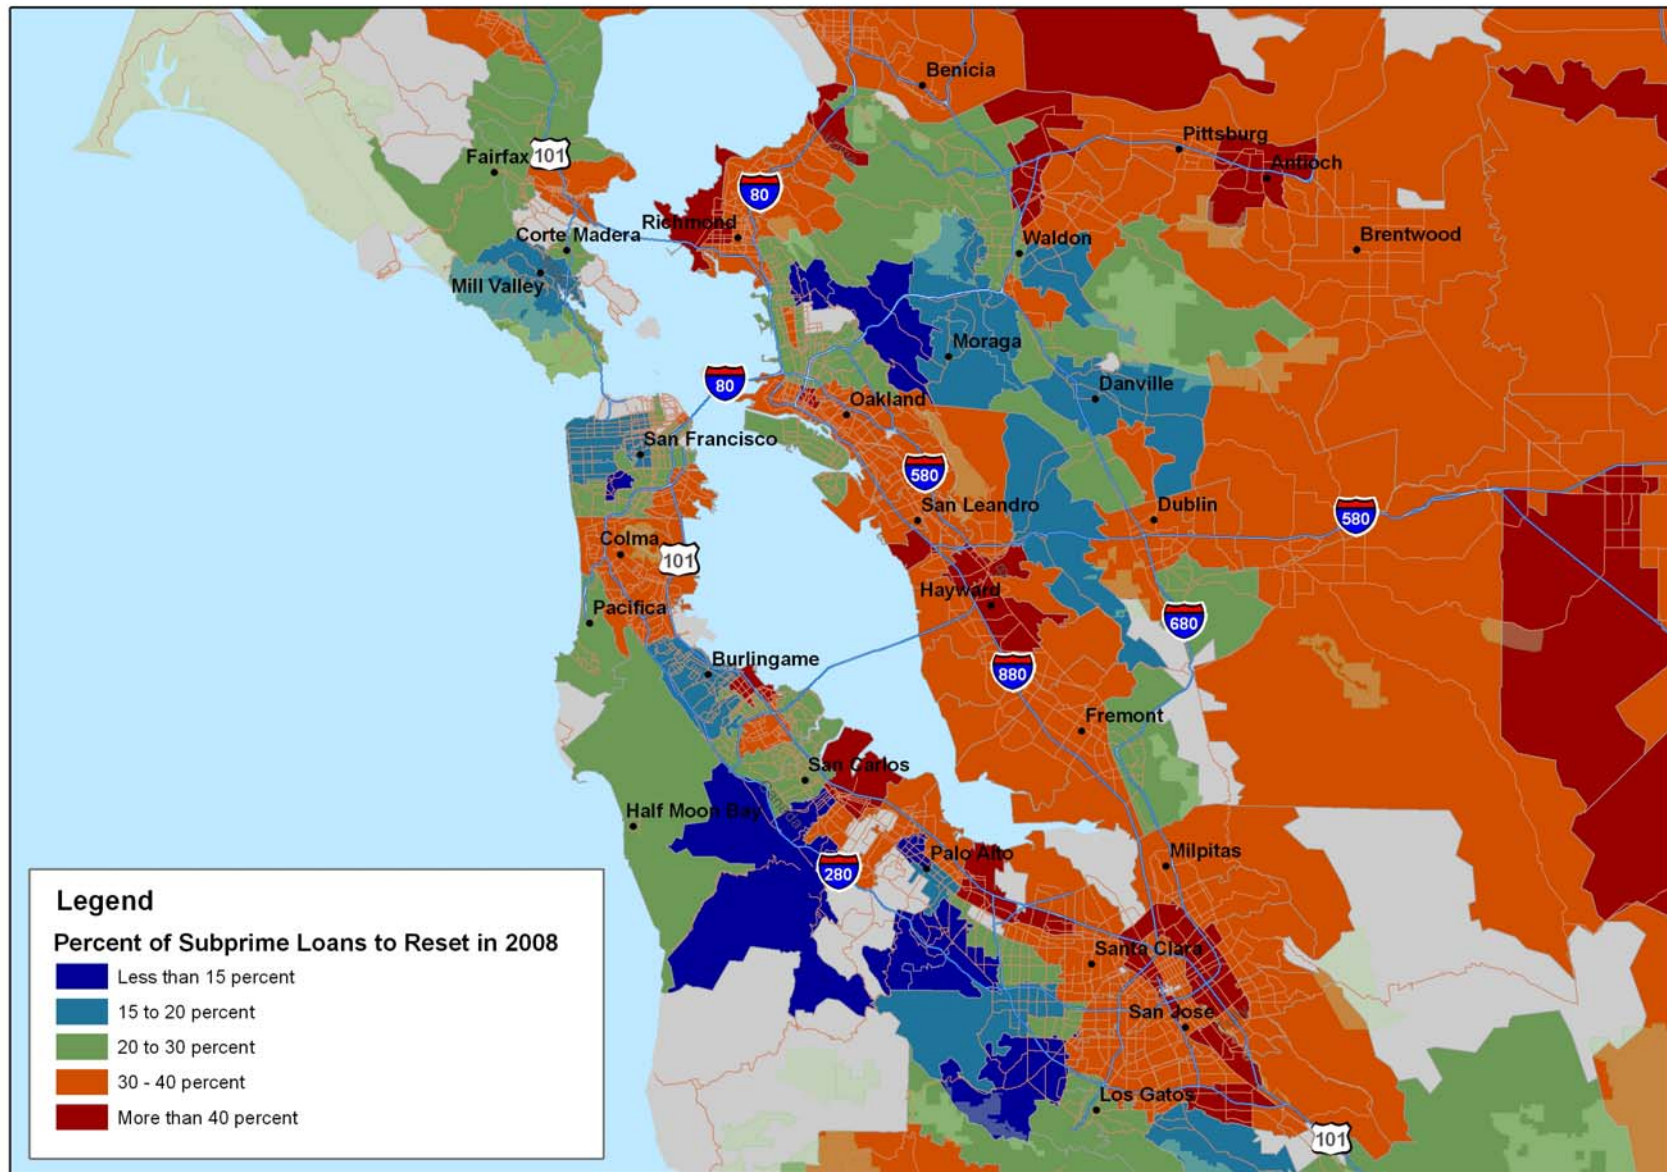 Benicia
Pittsburg
Antioch
Fairfax
101
80
Richmond
Corte Madera
Waldon
Brentwood
Mill Valley
Moraga
80
Danville
Oakland
San Francisco
580
San Leandro
Dublin
580
Colma
101
Hayward
Pacifica
680
Burlingame
880
Fremont
San Carlos
Half Moon Bay
Palo Alto
Milpitas
280
Santa Clara
San Jose
Los Gatos
101
Legend
Percent of Subprime Loans to Reset in 2008
Less than 15 percent
15 to 20 percent
20 to 30 percent
30 - 40 percent
More than 40 percent